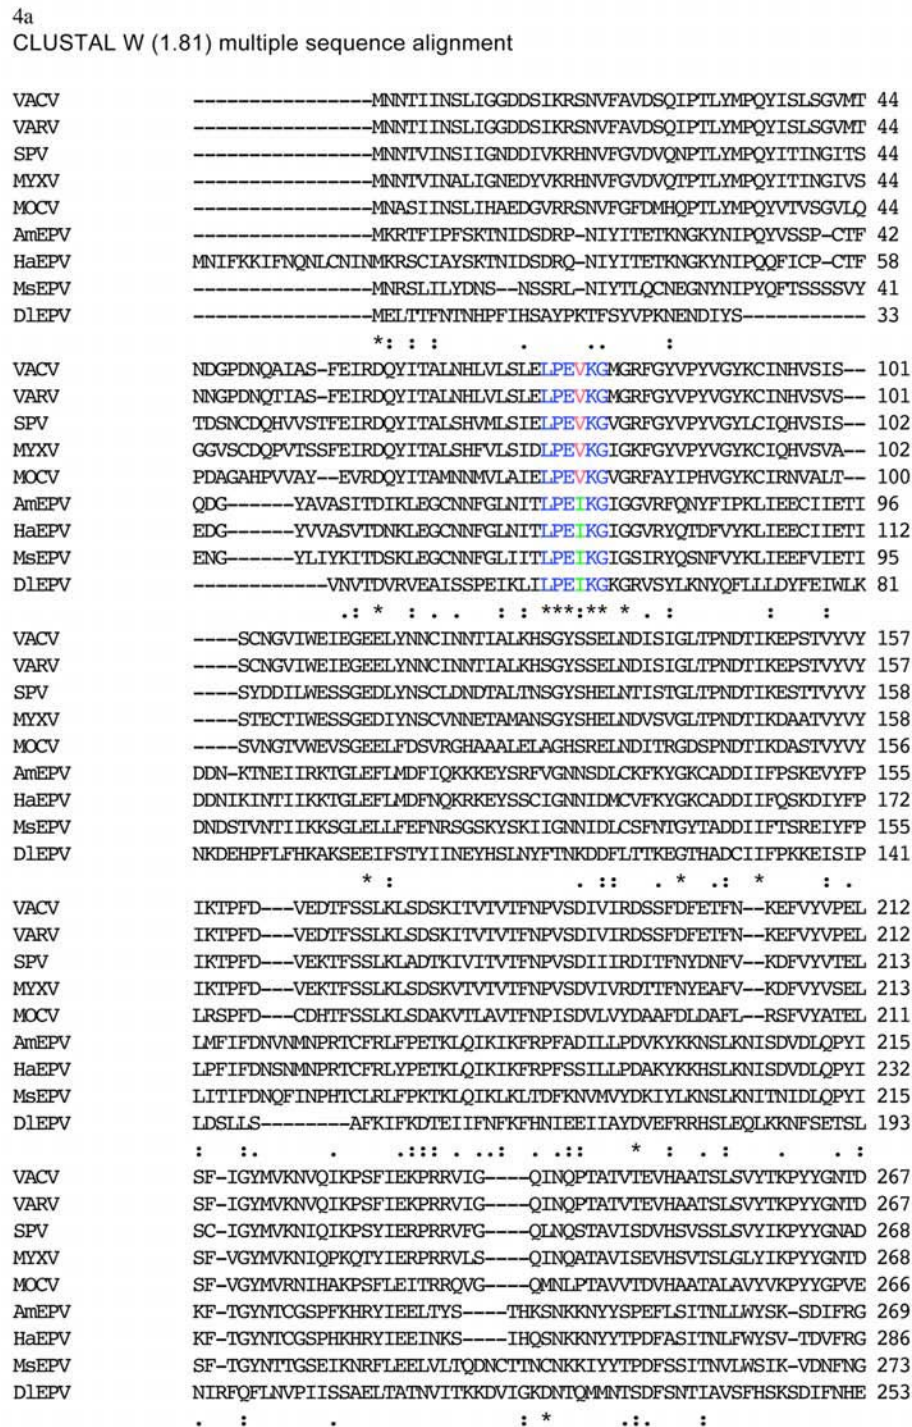 4a
CLUSTAL W (1.81) multiple sequence alignment
VACV ----------------MNNTIINSLIGGDDSIKRSNVFAVDSQIPTLYMPQYISLSGVMT 44
VARV ----------------MNNTIINSLIGGDDSIKRSNVFAVDSQIPTLYMPQYISLSGVMT 44
SPV ----------------MNNTVINSIIGNDDIVKRHNVFGVDVQNPTLYMPQYITINGITS 44
MYXV ----------------MNNTVINALIGNEDYVKRHNVFGVDVQTPTLYMPQYITINGIVS 44
MOCV ----------------MNASIINSLIHAEDGVRRSNVFGFDMHQPTLYMPQYVTVSGVLQ 44
AmEPV ----------------MKRTFIPFSKTNIDSDRP-NIYITETKNGKYNIPQYVSSP-CTF 42
HaEPV MNIFKKIFNQNLCNINMKRSCIAYSKTNIDSDRQ-NIYITETKNGKYNIPQQFICP-CTF 58
MsEPV ----------------MNRSLILYDNS--NSSRL-NIYTLQCNEGNYNIPYQFTSSSSVY 41
DlEPV ----------------MELTTFNTNHPFIHSAYPKTFSYVPKNENDIYS----------- 33
*: : : . .. :
VACV NDGPDNQAIAS-FEIRDQYITALNHLVLSLELPEVKGMGRFGYVPYVGYKCINHVSIS-- 101
VARV NNGPDNQTIAS-FEIRDQYITALNHLVLSLELPEVKGMGRFGYVPYVGYKCINHVSVS-- 101
SPV TDSNCDQHVVSTFEIRDQYITALSHVMLSIELPEVKGVGRFGYVPYVGYLCIQHVSIS-- 102
MYXV GGVSCDQPVTSSFEIRDQYITALSHFVLSIDLPEVKGIGKFGYVPYVGYKCIQHVSVA-- 102
MOCV PDAGAHPVVAY--EVRDQYITAMNNMVLAIELPEVKGVGRFAYIPHVGYKCIRNVALT-- 100
AmEPV QDG------YAVASITDIKLEGCNNFGLNITLPEIKGIGGVRFQNYFIPKLIEECIIETI 96
HaEPV EDG------YVVASVTDNKLEGCNNFGLNITLPEIKGIGGVRYQTDFVYKLIEECIIETI 112
MsEPV ENG------YLIYKITDSKLEGCNNFGLIITLPEIKGIGSIRYQSNFVYKLIEEFVIETI 95
DlEPV ------------VNVTDVRVEAISSPEIKLILPEIKGKGRVSYLKNYQFLLLDYFEIWLK 81
.: * : . . : : ***:** * . : : :
VACV ----SCNGVIWEIEGEELYNNCINNTIALKHSGYSSELNDISIGLTPNDTIKEPSTVYVY 157
VARV ----SCNGVIWEIEGEELYNNCINNTIALKHSGYSSELNDISIGLTPNDTIKEPSTVYVY 157
SPV ----SYDDILWESSGEDLYNSCLDNDTALTNSGYSHELNTISTGLTPNDTIKESTTVYVY 158
MYXV ----STECTIWESSGEDIYNSCVNNETAMANSGYSHELNDVSVGLTPNDTIKDAATVYVY 158
MOCV ----SVNGTVWEVSGEELFDSVRGHAAALELAGHSRELNDITRGDSPNDTIKDASTVYVY 156
AmEPV DDN-KTNEIIRKTGLEFLMDFIQKKKEYSRFVGNNSDLCKFKYGKCADDIIFPSKEVYFP 155
HaEPV DDNIKINTIIKKTGLEFLMDFNQKRKEYSSCIGNNIDMCVFKYGKCADDIIFQSKDIYFP 172
MsEPV DNDSTVNTIIKKSGLELLFEFNRSGSKYSKIIGNNIDLCSFNTGYTADDIIFTSREIYFP 155
DlEPV NKDEHPFLFHKAKSEEIFSTYIINEYHSLNYFTNKDDFLTTKEGTHADCIIFPKKEISIP 141
* : . :: . * .: * : .
VACV IKTPFD---VEDTFSSLKLSDSKITVTVTFNPVSDIVIRDSSFDFETFN--KEFVYVPEL 212
VARV IKTPFD---VEDTFSSLKLSDSKITVTVTFNPVSDIVIRDSSFDFETFN--KEFVYVPEL 212
SPV IKTPFD---VEKTFSSLKLADTKIVITVTFNPVSDIIIRDITFNYDNFV--KDFVYVTEL 213
MYXV IKTPFD---VEKTFSSLKLSDSKVTVTVTFNPVSDVIVRDTTFNYEAFV--KDFVYVSEL 213
MOCV LRSPFD---CDHTFSSLKLSDAKVTLAVTFNPISDVLVYDAAFDLDAFL--RSFVYATEL 211
AmEPV LMFIFDNVNMNPRTCFRLFPETKLQIKIKFRPFADILLPDVKYKKNSLKNISDVDLQPYI 215
HaEPV LPFIFDNSNMNPRTCFRLYPETKLQIKIKFRPFSSILLPDAKYKKHSLKNISDVDLQPYI 232
MsEPV LITIFDNQFINPHTCLRLFPKTKLQIKLKLTDFKNVMVYDKIYLKNSLKNITNIDLQPYI 215
DlEPV LDSLLS--------AFKIFKDTEIIFNFKFHNIEEIIAYDVEFRRHSLEQLKKNFSETSL 193
: :. . .::: . ..: . .:: * : : . :
VACV SF-IGYMVKNVQIKPSFIEKPRRVIG----QINQPTATVTEVHAATSLSVYTKPYYGNTD 267
VARV SF-IGYMVKNVQIKPSFIEKPRRVIG----QINQPTATVTEVHAATSLSVYTKPYYGNTD 267
SPV SC-IGYMVKNIQIKPSYIERPRRVFG----QLNQSTAVISDVHSVSSLSVYIKPYYGNAD 268
MYXV SF-VGYMVKNIQPKQTYIERPRRVLS----QINQATAVISEVHSVTSLGLYIKPYYGNTD 268
MOCV SF-VGYMVRNIHAKPSFLEITRRQVG----QMNLPTAVVTDVHAATALAVYVKPYYGPVE 266
AmEPV KF-TGYNTCGSPFKHRYIEELTYS----THKSNKKNYYSPEFLSITNLLWYSK-SDIFRG 269
HaEPV KF-TGYNTCGSPHKHRYIEEINKS----IHQSNKKNYYTPDFASITNLFWYSV-TDVFRG 286
MsEPV SF-TGYNTTGSEIKNRFLEELVLTQDNCTTNCNKKIYYTPDFSSITNVLWSIK-VDNFNG 273
DlEPV NIRFQFLNVPIISSAELTATNVITKKDVIGKDNTQMMNTSDFSNTIAVSFHSKSDIFNHE 253
. : . : * .:. :